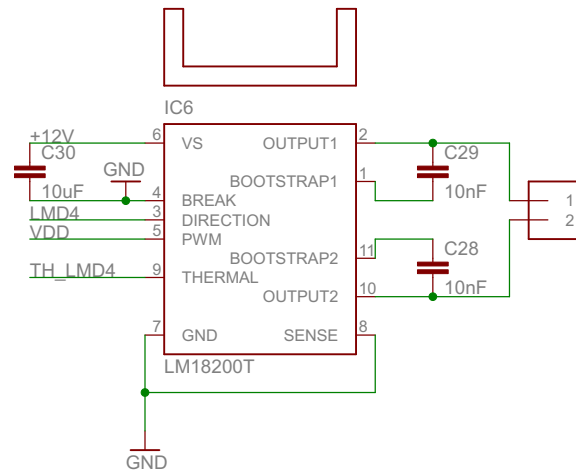 IC6
+12V
6
VS
OUTPUT1
2
C30
GND
C29
10uF
BOOTSTRAP1
1
10nF
4
BREAK
1
LMD4
3
DIRECTION
2
VDD
5
PWM
BOOTSTRAP2
11
C28
TH_LMD4
9
THERMAL
10nF
OUTPUT2
10
7
GND
SENSE
8
LM18200T
GND